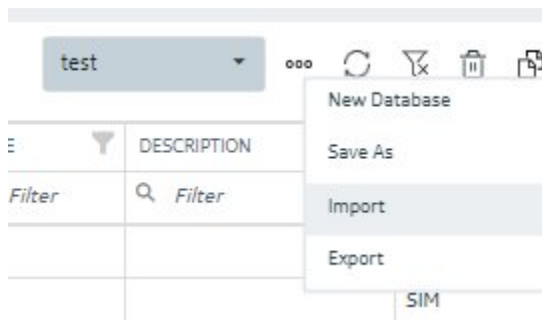 test
New Database
DESCRIPTION
Save As
Filter
Filter
Import
Export
SIM